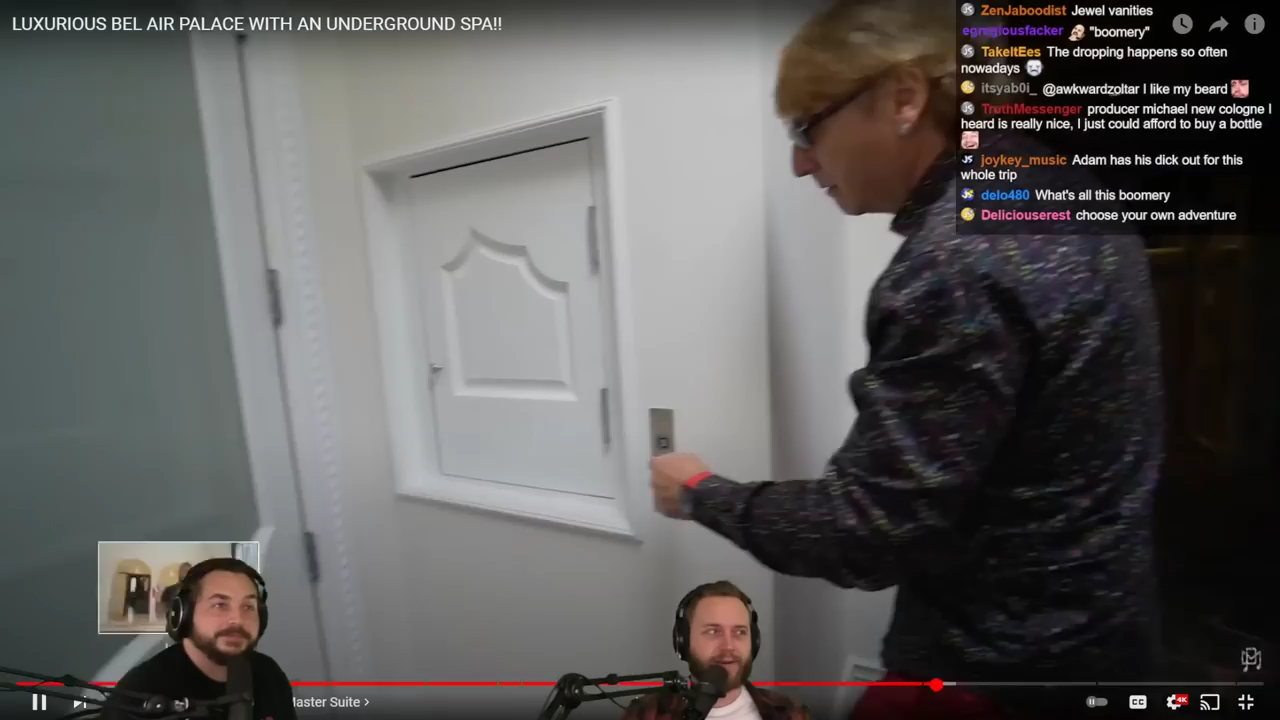 LUXURIOUS BEL AIR PALACE WITH AN UNDERGROUND SPA!!
ZenJaboodist Jewel vanities
egregiousfacker "boomery"
TakeItEes The dropping happens so often
nowadays
itsyab0i_ @awkwardzoltar I like my beard
TruthMessenger producer michael new cologne I
heard is really nice, I just could afford to buy a bottle
joykey_music Adam has his dick out for this
whole trip
delo480 What's all this boomery
Deliciouserest choose your own adventure
Master Suite >
CC
4K